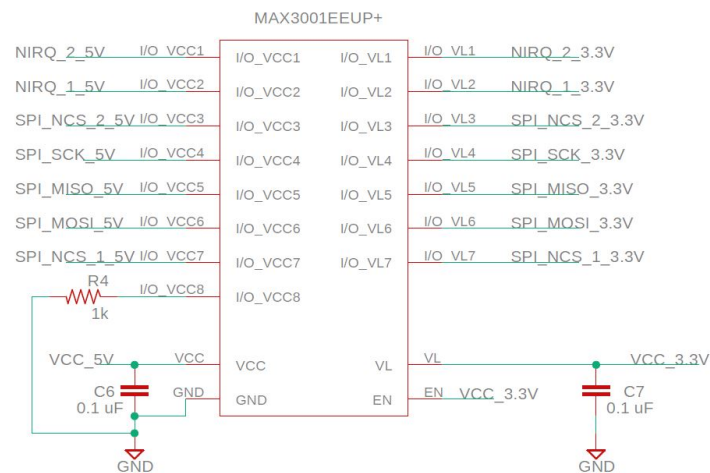 MAX3001EEUP+
NIRQ_2_5V I/O_VCC1 I/O_VCC1 I/O_VL1 I/O_VL1 NIRQ_2_3.3V
NIRQ_1_5V I/O_VCC2 I/O_VCC2 I/O_VL2 I/O_VL2 NIRQ_1_3.3V
SPI_NCS_2_5V I/O_VCC3 I/O_VCC3 I/O_VL3 I/O_VL3 SPI_NCS_2_3.3V
SPI_SCK_5V I/O_VCC4 I/O_VCC4 I/O_VL4 I/O_VL4 SPI_SCK_3.3V
SPI_MISO_5V I/O_VCC5 I/O_VCC5 I/O_VL5 I/O_VL5 SPI_MISO_3.3V
SPI_MOSI_5V I/O_VCC6 I/O_VCC6 I/O_VL6 I/O_VL6 SPI_MOSI_3.3V
SPI_NCS_1_5V I/O_VCC7 I/O_VCC7 I/O_VL7 I/O_VL7 SPI_NCS_1_3.3V
R4 I/O_VCC8 I/O_VCC8
1k
VCC_5V VCC VCC VL VL VCC_3.3V
C6 GND GND EN EN VCC_3.3V C7
0.1 uF 0.1 uF
GND GND